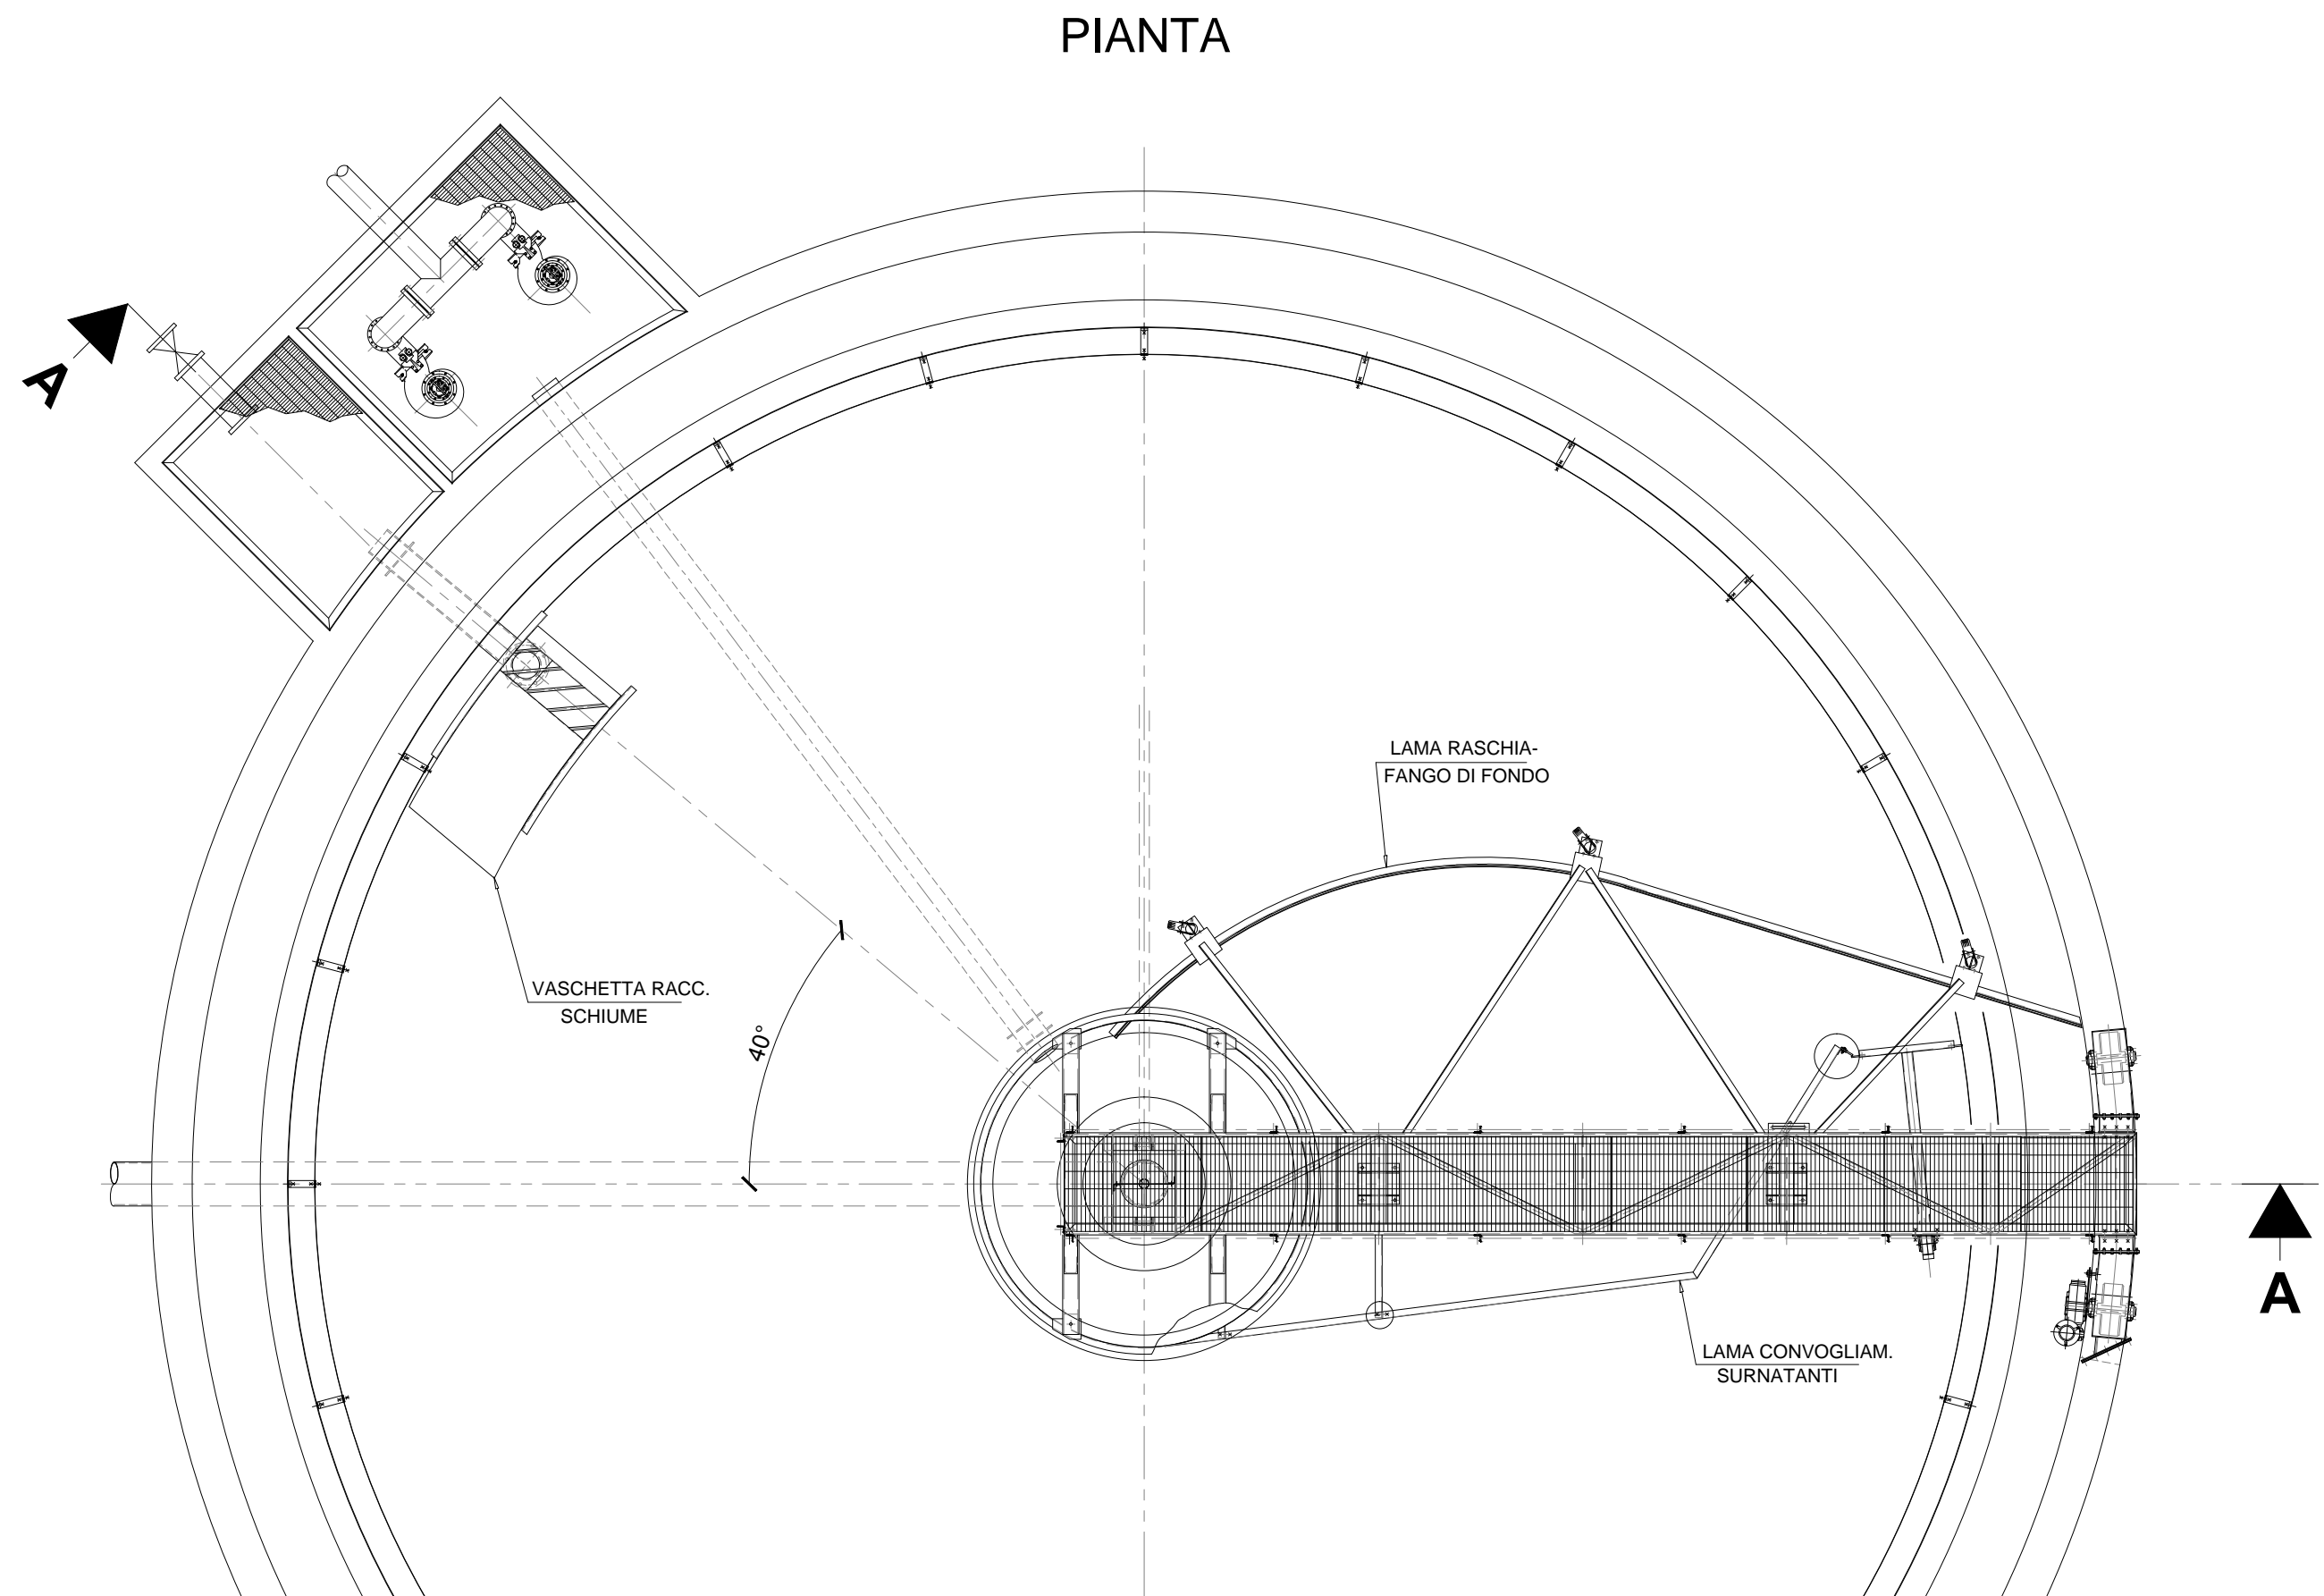 PIANTA
A
LAMA RASCHIA-
FANGO DI FONDO
VASCHETTA RACC.
SCHIUME
40°
A
LAMA CONVOGLIAM.
SURNATANTI